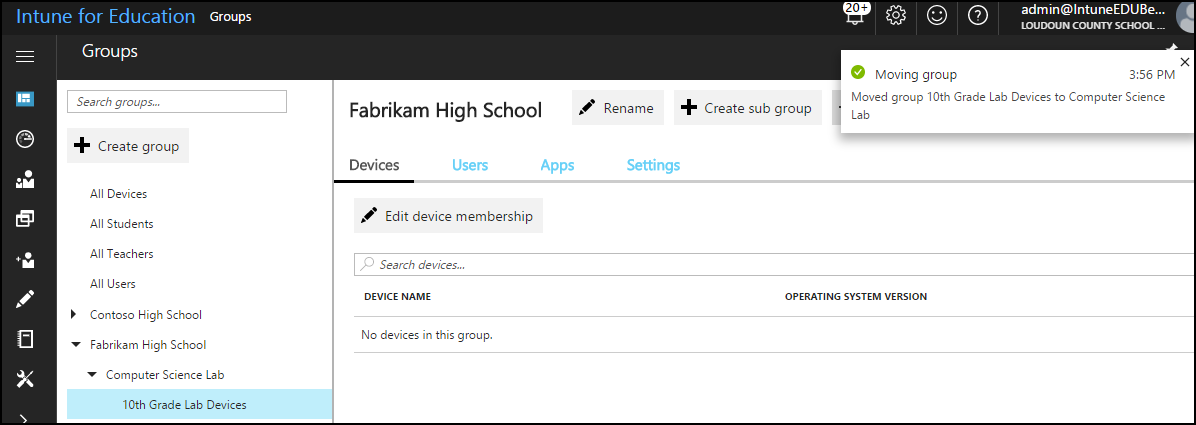 Intune for Education Groups 20+ admin@IntuneEDUBe...
LOUDOUN COUNTY SCHOOL ...
Groups
Moving group 3:56 PM
Moved group 10th Grade Lab Devices to Computer Science
Lab
Search groups...
Create group
All Devices
All Students
All Teachers
All Users
Contoso High School
Fabrikam High School
Computer Science Lab
10th Grade Lab Devices
Fabrikam High School Rename Create sub group
Devices Users Apps Settings
Edit device membership
Search devices...
DEVICE NAME OPERATING SYSTEM VERSION
No devices in this group.